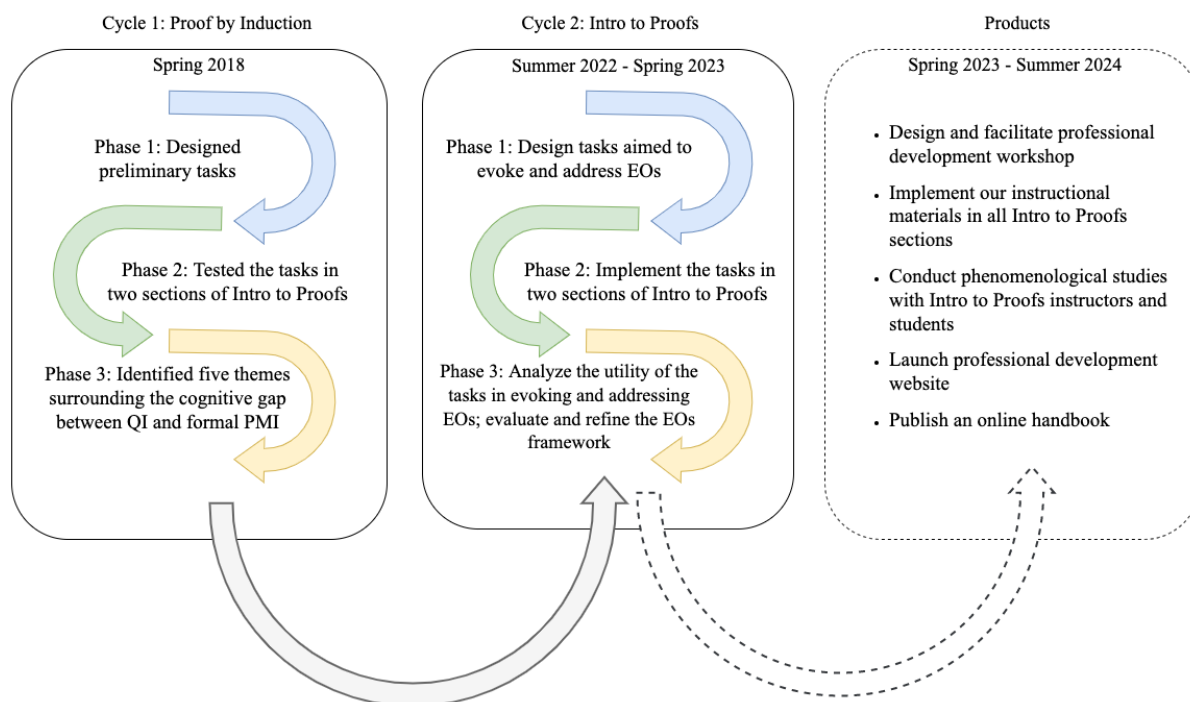 Cycle 1: Proof by Induction
Spring 2018
Phase 1: Designed
preliminary tasks
Phase 2: Tested the tasks in
two sections of Intro to Proofs
Phase 3: Identified five themes
surrounding the cognitive gap
between QI and formal PMI
Cycle 2: Intro to Proofs
Summer 2022 - Spring 2023
Phase 1: Design tasks aimed to
evoke and address EOs
Phase 2: Implement the tasks in
two sections of Intro to Proofs
Phase 3: Analyze the utility of the
tasks in evoking and addressing
EOs; evaluate and refine the EOs
framework
Products
Spring 2023 - Summer 2024
• Design and facilitate professional
development workshop
• Implement our instructional
materials in all Intro to Proofs
sections
• Conduct phenomenological studies
with Intro to Proofs instructors and
students
• Launch professional development
website
• Publish an online handbook